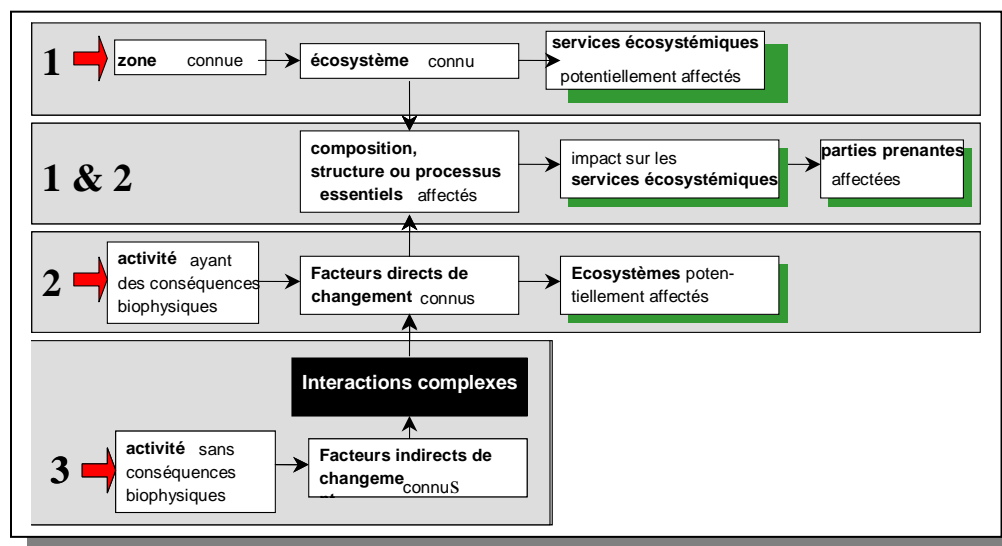 1
zone connue
écosystème connu
services écosystémiques
potentiellement affectés
1 & 2
composition,
structure ou processus
essentiels affectés
impact sur les
services écosystémiques
parties prenantes
affectées
2
activité ayant
des conséquences
biophysiques
Facteurs directs de
changement connus
Ecosystèmes poten-
tiellement affectés
Interactions complexes
3
activité sans
conséquences
biophysiques
Facteurs indirects de
changeme connuS
nt